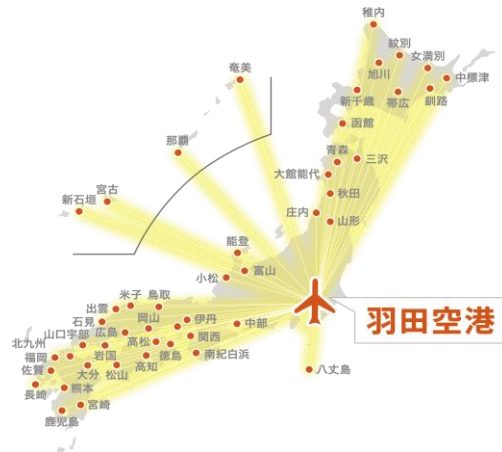 稚内
紋別
女満別
旭川
中標津
奄美
新千歳
帯広
釧路
函館
那覇
青森
三沢
大館能代
宮古
秋田
新石垣
庄内
山形
能登
富山
小松
米子
鳥取
出雲
石見
岡山
伊丹
中部
羽田空港
山口宇部
広島
関西
北九州
高松
福岡
岩国
徳島
南紀白浜
佐賀
大分
松山
高知
八丈島
長崎
熊本
宮崎
鹿児島